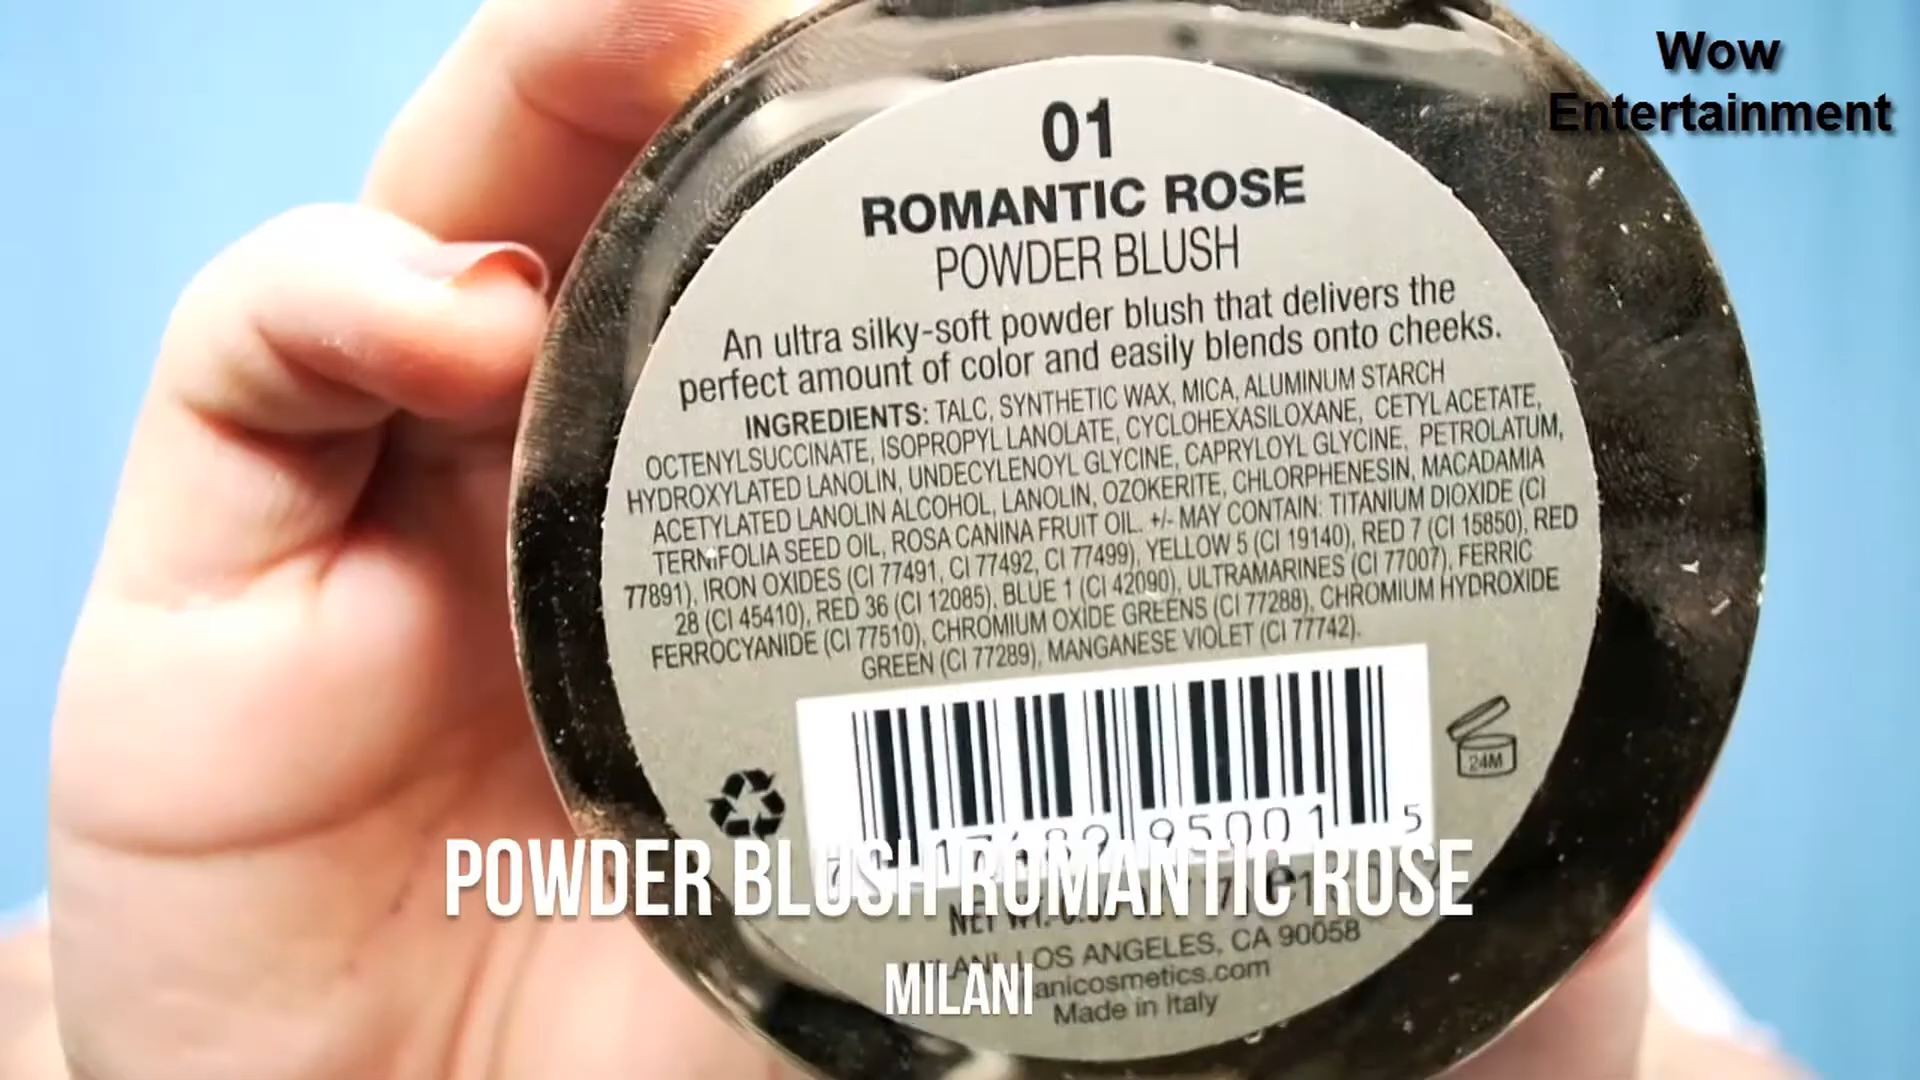 Wow
Entertainment
01
ROMANTIC ROSE
POWDER BLUSH
An ultra silky-soft powder blush that delivers the
perfect amount of color and easily blends onto cheeks.
INGREDIENTS: TALC, SYNTHETIC WAX, MICA, ALUMINUM STARCH
OCTENYLSUCCINATE, ISOPROPYL LANOLATE, CYCLOHEXASILOXANE, CETYL ACETATE,
HYDROXYLATED LANOLIN, UNDECYLENOYL GLYCINE, CAPRYLOYL GLYCINE, PETROLATUM,
ACETYLATED LANOLIN ALCOHOL, LANOLIN, OZOKERITE, CHLORPHENESIN, MACADAMIA
TERNIFOLIA SEED OIL, ROSA CANINA FRUIT OIL. +/- MAY CONTAIN: TITANIUM DIOXIDE (CI
77891), IRON OXIDES (CI 77491, CI 77492, CI 77499), YELLOW 5 (CI 19140), RED 7 (CI 15850), RED
28 (CI 45410), RED 36 (CI 12085), BLUE 1 (CI 42090), ULTRAMARINES (CI 77007), FERRIC
FERROCYANIDE (CI 77510), CHROMIUM OXIDE GREENS (CI 77288), CHROMIUM HYDROXIDE
GREEN (CI 77289), MANGANESE VIOLET (CI 77742).
24M
95001 5
POWDER BLUSH ROMANTIC ROSE
NET WT.
LOS ANGELES, CA 90058
MILANI
Made in Italy